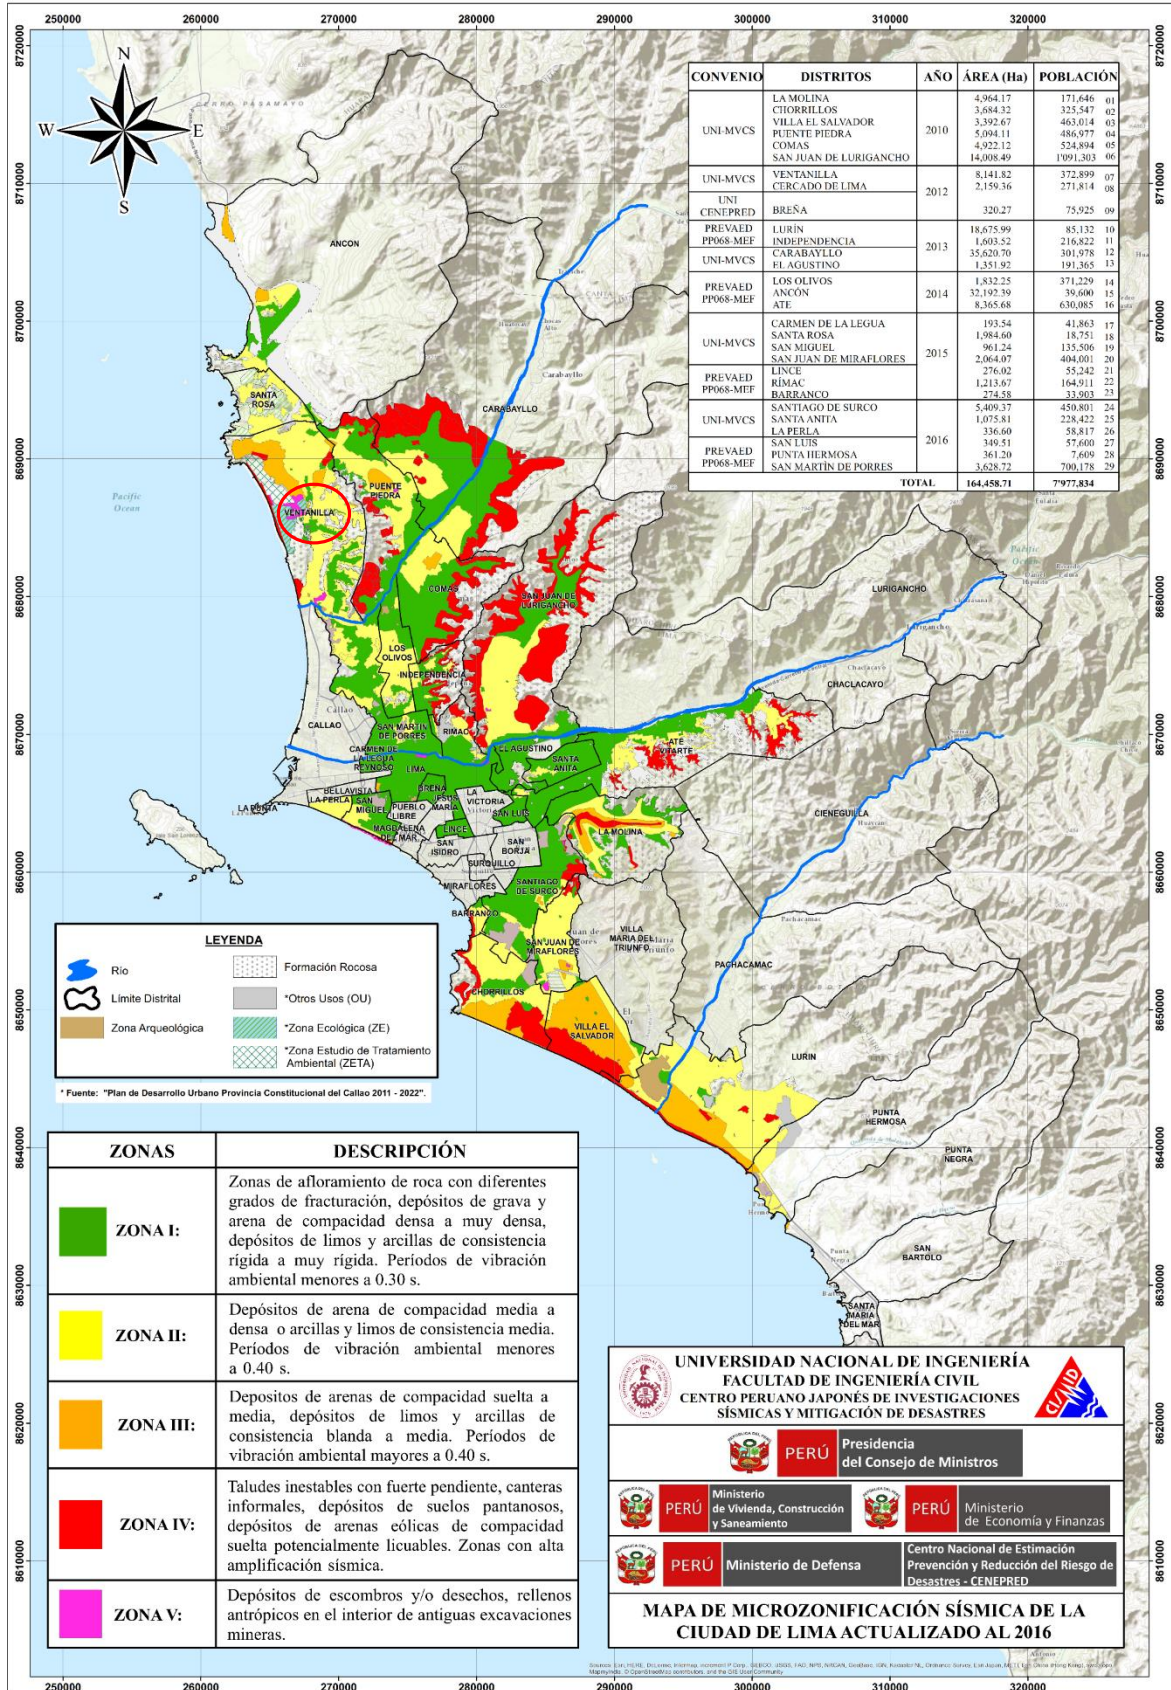 250000 260000 270000 280000 290000 300000 310000 320000
8720000
8710000
8700000
8690000
8680000
8670000
8660000
8650000
8640000
8630000
8620000
8610000
N
W E
S
CERRO PASAMAYO
CONVENIO DISTRITOS AÑO ÁREA (Ha) POBLACIÓN
UNI-MVCS 2010
LA MOLINA 4,964.17 171,646 01
CHORRILLOS 3,684.32 325,547 02
VILLA EL SALVADOR 3,392.67 463,014 03
PUENTE PIEDRA 5,094.11 486,977 04
COMAS 4,922.12 524,894 05
SAN JUAN DE LURIGANCHO 14,008.49 1'091,303 06
UNI-MVCS 2012
VENTANILLA 8,141.82 372,899 07
CERCADO DE LIMA 2,159.36 271,814 08
UNI
CENEPRED
BREÑA 320.27 75,925 09
PREVAED
PP068-MEF
2013
LURÍN 18,675.99 85,132 10
INDEPENDENCIA 1,603.52 216,822 11
UNI-MVCS
CARABAYLLO 35,620.70 301,978 12
EL AGUSTINO 1,351.92 191,365 13
PREVAED
PP068-MEF
2014
LOS OLIVOS 1,832.25 371,229 14
ANCÓN 32,192.39 39,600 15
ATE 8,365.68 630,085 16
UNI-MVCS 2015
CARMEN DE LA LEGUA 193.54 41,863 17
SANTA ROSA 1,984.60 18,751 18
SAN MIGUEL 961.24 135,506 19
SAN JUAN DE MIRAFLORES 2,064.07 404,001 20
PREVAED
PP068-MEF
LINCE 276.02 55,242 21
RÍMAC 1,213.67 164,911 22
BARRANCO 274.58 33,903 23
UNI-MVCS 2016
SANTIAGO DE SURCO 5,409.37 450,801 24
SANTA ANITA 1,075.81 228,422 25
LA PERLA 336.60 58,817 26
PREVAED
PP068-MEF
SAN LUIS 349.51 57,600 27
PUNTA HERMOSA 361.20 7,609 28
SAN MARTÍN DE PORRES 3,628.72 700,178 29
TOTAL 164,458.71 7'977,834
ANCON
Carabayllo
CARABAYLLO
SANTA
ROSA
Pacific
Ocean
PUENTE
PIEDRA
VENTANILLA
COMAS
SAN JUAN DE
LURIGANCHO
LURIGANCHO
Pacific
Ocean
LOS
OLIVOS
INDEPENDENCIA
Chaclacayo
CHACLACAYO
Callao
CALLAO
SAN MARTIN
DE PORRES
RIMAC
CARMEN DE
LA LEGUA
REYNOSO
LIMA
EL AGUSTINO
SANTA
ANITA
ATE
VITARTE
BELLAVISTA
LA PERLA
LA PUNTA
SAN
MIGUEL
BREÑA
JESUS
MARIA
LA
VICTORIA
PUEBLO
LIBRE
SAN LUIS
MAGDALENA
DEL MAR
LINCE
SAN
ISIDRO
SAN
BORJA
LA MOLINA
CIENEGUILLA
SURQUILLO
MIRAFLORES
SANTIAGO
DE SURCO
BARRANCO
SAN JUAN DE
MIRAFLORES
VILLA
MARIA DEL
TRIUNFO
Pachacamac
PACHACAMAC
CHORRILLOS
VILLA EL
SALVADOR
LURIN
PUNTA
HERMOSA
PUNTA
NEGRA
Punta
Negra
SAN
BARTOLO
SANTA
MARIA
DEL MAR
LEYENDA
Río
Limite Distrital
Zona Arqueológica
Formación Rocosa
*Otros Usos (OU)
*Zona Ecológica (ZE)
*Zona Estudio de Tratamiento
Ambiental (ZETA)
* Fuente: "Plan de Desarrollo Urbano Provincia Constitucional del Callao 2011 - 2022".
ZONAS DESCRIPCIÓN
ZONA I:
Zonas de afloramiento de roca con diferentes
grados de fracturación, depósitos de grava y
arena de compacidad densa a muy densa,
depósitos de limos y arcillas de consistencia
rígida a muy rígida. Períodos de vibración
ambiental menores a 0.30 s.
ZONA II:
Depósitos de arena de compacidad media a
densa o arcillas y limos de consistencia media.
Períodos de vibración ambiental menores
a 0.40 s.
ZONA III:
Depositos de arenas de compacidad suelta a
media, depósitos de limos y arcillas de
consistencia blanda a media. Períodos de
vibración ambiental mayores a 0.40 s.
ZONA IV:
Taludes inestables con fuerte pendiente, canteras
informales, depósitos de suelos pantanosos,
depósitos de arenas eólicas de compacidad
suelta potencialmente licuables. Zonas con alta
amplificación sísmica.
ZONA V:
Depósitos de escombros y/o desechos, rellenos
antrópicos en el interior de antiguas excavaciones
mineras.
UNIVERSIDAD NACIONAL DE INGENIERÍA
FACULTAD DE INGENIERÍA CIVIL
CENTRO PERUANO JAPONÉS DE INVESTIGACIONES
SÍSMICAS Y MITIGACIÓN DE DESASTRES
CISMID
PERÚ Presidencia
del Consejo de Ministros
PERÚ Ministerio
de Vivienda, Construcción
y Saneamiento
PERÚ Ministerio
de Economía y Finanzas
PERÚ Ministerio de Defensa
Centro Nacional de Estimación
Prevención y Reducción del Riesgo de
Desastres - CENEPRED
MAPA DE MICROZONIFICACIÓN SÍSMICA DE LA
CIUDAD DE LIMA ACTUALIZADO AL 2016
250000 260000 270000 280000 290000 300000 310000 320000